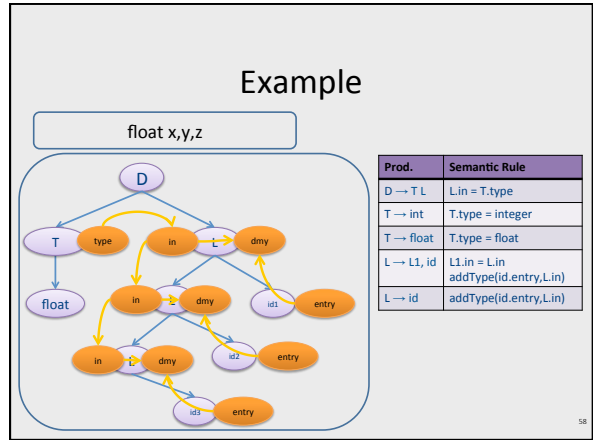 Example
float x,y,z
D
T type in L dmy
float in L dmy id1 entry
in L dmy id2 entry
id3 entry
Prod. Semantic Rule
D → T L L.in = T.type
T → int T.type = integer
T → float T.type = float
L → L1, id L1.in = L.in
addType(id.entry,L.in)
L → id addType(id.entry,L.in)
58